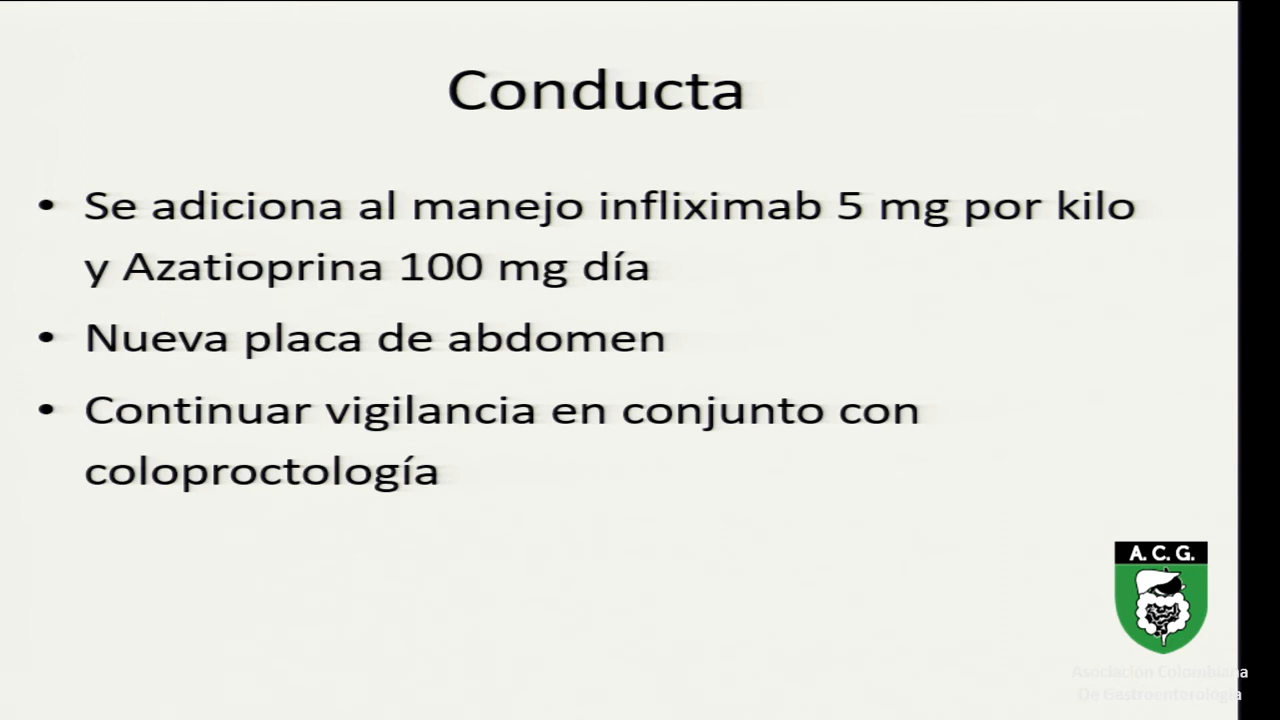 Conducta
• Se adiciona al manejo infliximab 5 mg por kilo
y Azatioprina 100 mg día
• Nueva placa de abdomen
• Continuar vigilancia en conjunto con
coloproctología
A. C. G.
Asociación Colombiana
De Gastroenterología